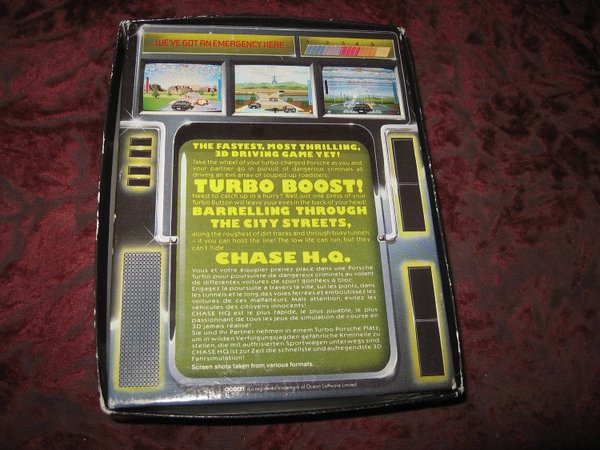 WE'VE GOT AN EMERGENCY HERE
THE FASTEST, MOST THRILLING,
3D DRIVING GAME YET!
Take the wheel of your turbo-charged Porsche as you and
your partner go in pursuit of dangerous criminals all
driving an evil array of souped-up roadsters.
TURBO BOOST!
Need to catch up in a hurry? Well, just one press of your
Turbo Button will leave your eyes in the back of your head!
BARRELLING THROUGH
THE CITY STREETS,
along the roughest of dirt tracks and through busy tunnels
– if you can hold the line! The low life can run, but they
can't hide...
CHASE H.Q.
Vous et votre équipier prenez place dans une Porsche
Turbo pour poursuivre de dangereux criminels au volant
de différentes voitures de sport gonflées à bloc.
Engagez la poursuite à travers la ville, sur les ponts, dans
les tunnels et le long des voies ferrées et emboutissez les
voitures de ces malfaiteurs. Mais attention, evitez les
véhicules des citoyens innocents!
CHASE HQ est le plus rapide, le plus jouable, le plus
passionnant de tous les jeux de simulation de course en
3D jamais réalisé!
Sie und Ihr Partner nehmen in einem Turbo Porsche Platz,
um in wilden Verfolgungsjagden gefährliche Kriminelle zu
stellen, die mit auffrisierten Sportwagen unterwegs sind.
CHASE HQ ist zur Zeit die schnellste und aufregendste 3D
Fahrsimulation!
Screen shots taken from various formats.
ocean is a registered trademark of Ocean Software Limited